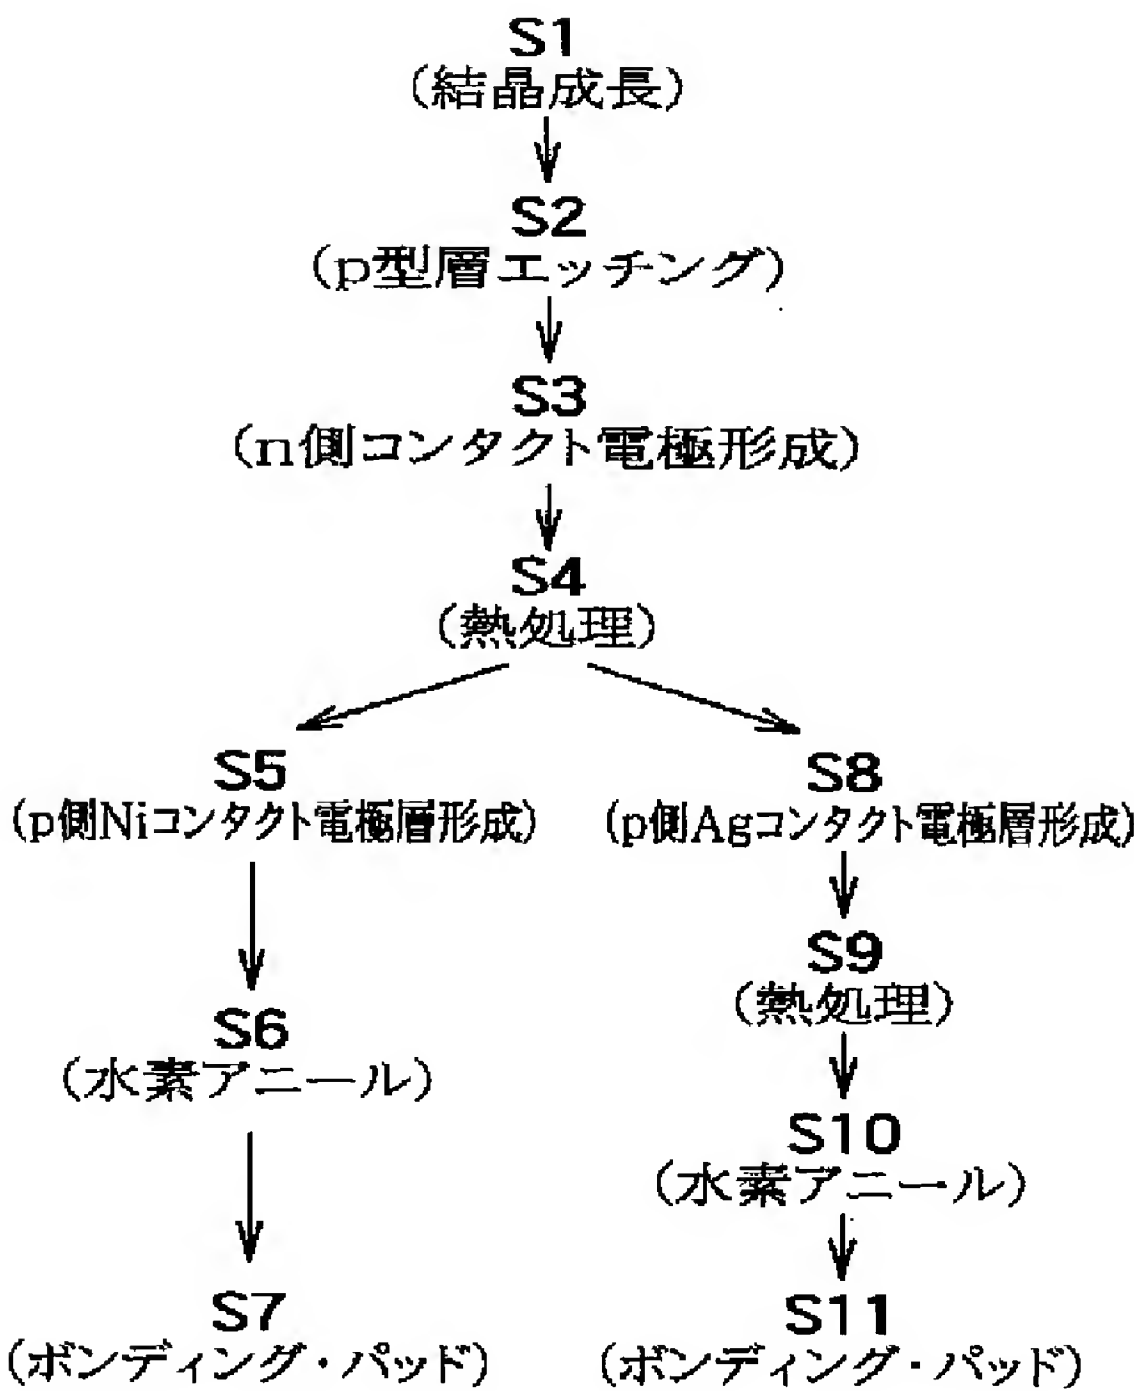 S1
(結晶成長)
S2
(p型層エッチング)
S3
(n側コンタクト電極形成)
S4
(熱処理)
S5
(p側Niコンタクト電極層形成)
S6
(水素アニール)
S7
(ボンディング・パッド)
S8
(p側Agコンタクト電極層形成)
S9
(熱処理)
S10
(水素アニール)
S11
(ボンディング・パッド)